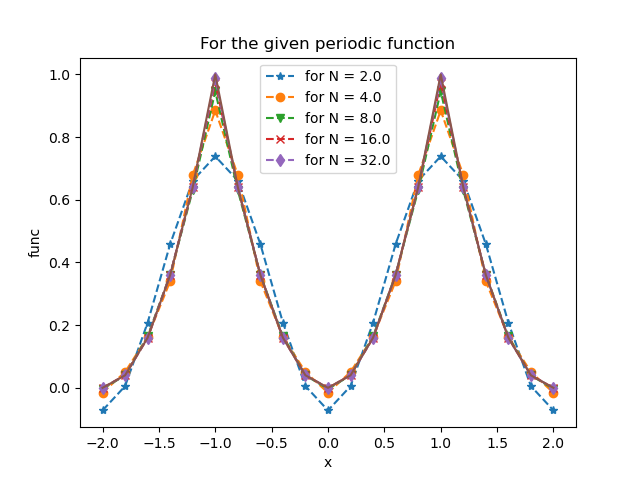 For the given periodic function
for N = 2.0
for N = 4.0
for N = 8.0
for N = 16.0
for N = 32.0
1.0
0.8
0.6
0.4
0.2
0.0
func
−2.0 −1.5 −1.0 −0.5 0.0 0.5 1.0 1.5 2.0
x